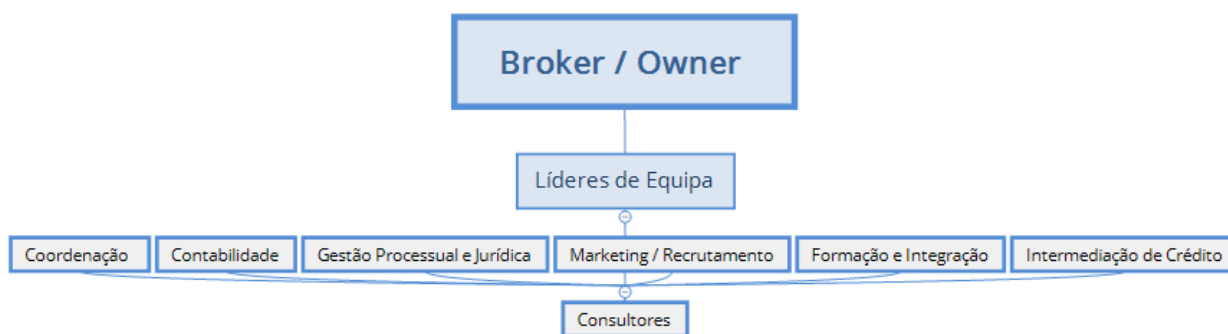 Broker / Owner
Líderes de Equipa
Coordenação
Contabilidade
Gestão Processual e Jurídica
Marketing / Recrutamento
Formação e Integração
Intermediação de Crédito
Consultores